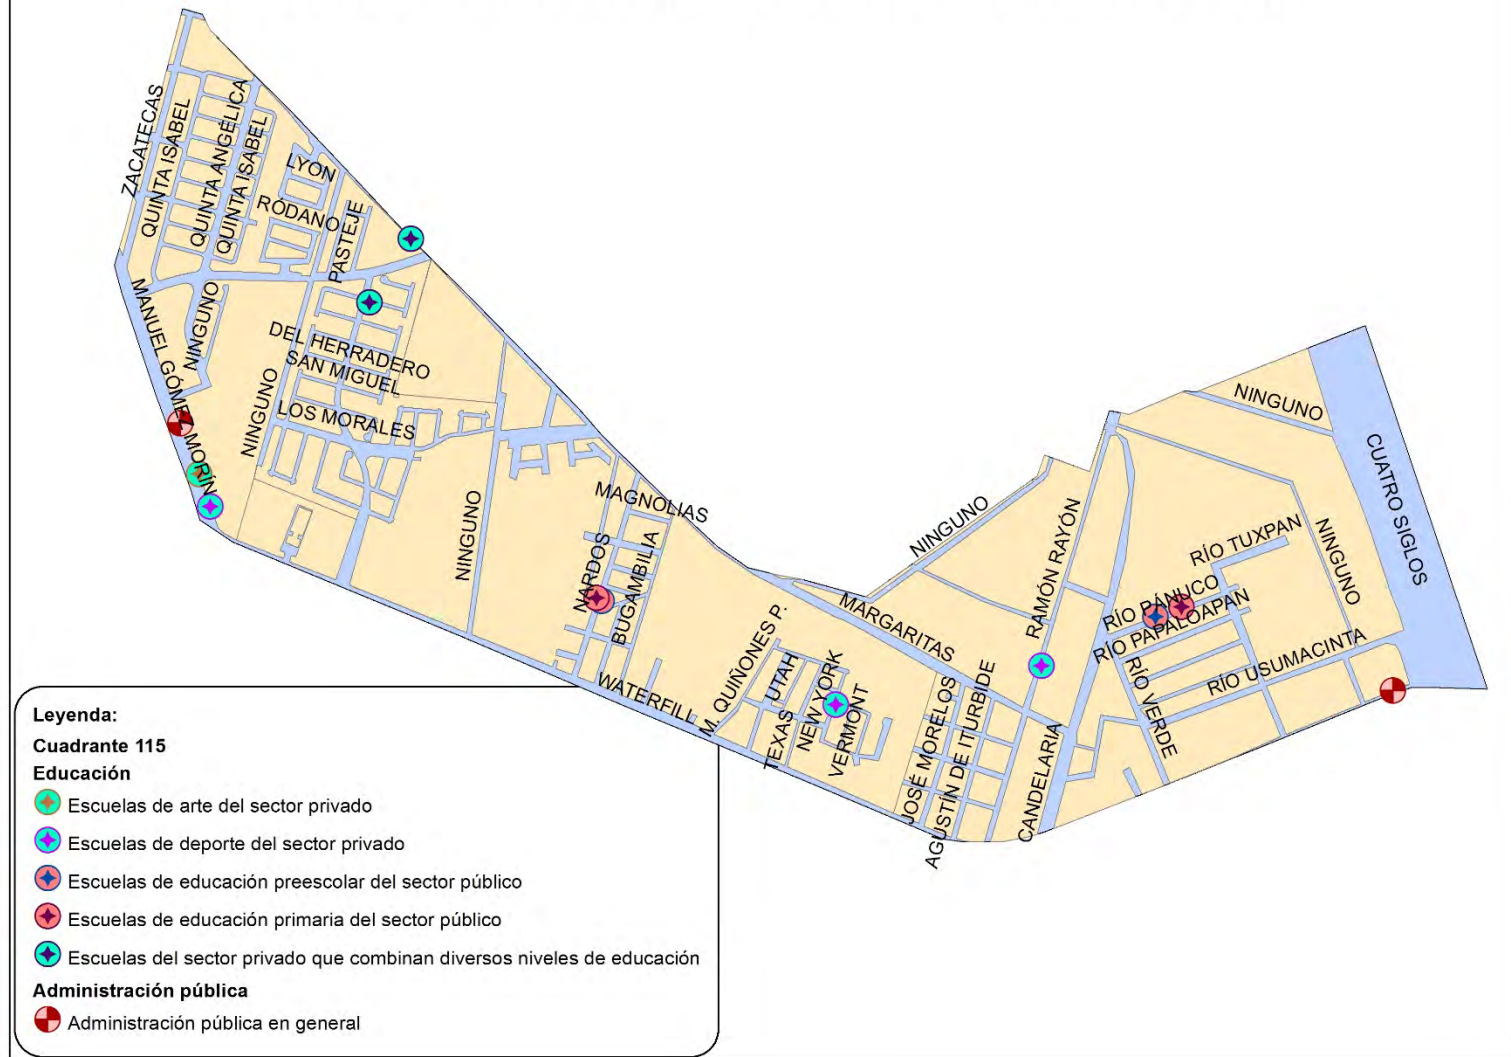 ZACATECAS
QUINTA ISABEL
QUINTA ANGÉLICA
QUINTA ISABEL
LYON
RÓDANO
PASTEJE
MANUEL GÓMEZ MORÍN
NINGUNO
DEL HERRADERO
SAN MIGUEL
NINGUNO
LOS MORALES
NINGUNO
MAGNOLIAS
NARDOS
BUGAMBILIA
WATERFILL
M. QUIÑONES P.
UTAH
TEXAS
NEW YORK
VERMONT
MARGARITAS
NINGUNO
JOSÉ MORELOS
AGUSTÍN DE ITURBIDE
RAMÓN RAYÓN
CANDELARIA
RÍO PÁNUCO
RÍO PAPALOAPAN
RÍO VERDE
RÍO TUXPAN
RÍO USUMACINTA
NINGUNO
NINGUNO
CUATRO SIGLOS
Leyenda:
Cuadrante 115
Educación
Escuelas de arte del sector privado
Escuelas de deporte del sector privado
Escuelas de educación preescolar del sector público
Escuelas de educación primaria del sector público
Escuelas del sector privado que combinan diversos niveles de educación
Administración pública
Administración pública en general